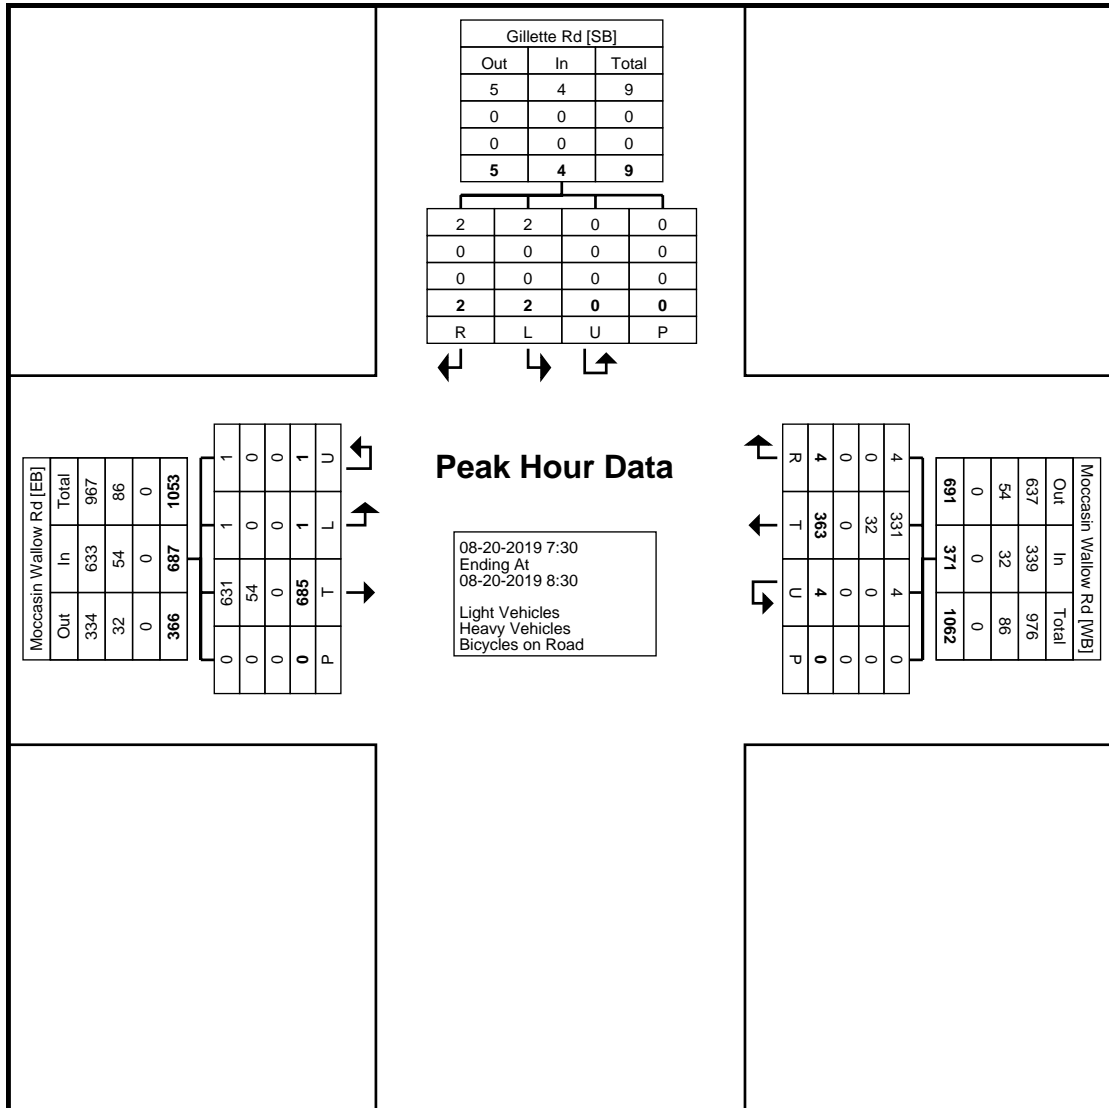 Gillette Rd [SB]
Out In Total
5 4 9
0 0 0
0 0 0
5 4 9
2 2 0 0
0 0 0 0
0 0 0 0
2 2 0 0
R L U P
Peak Hour Data
08-20-2019 7:30
Ending At
08-20-2019 8:30
Light Vehicles
Heavy Vehicles
Bicycles on Road
Moccasin Wallow Rd [EB]
Total In Out
967 633 334
86 54 32
0 0 0
1053 687 366
1 1 631 0
0 0 54 0
0 0 0 0
1 1 685 0
U L T P
Moccasin Wallow Rd [WB]
Out In Total
637 339 976
54 32 86
0 0 0
691 371 1062
4 331 4 0
0 32 0 0
0 0 0 0
4 363 4 0
R T U P